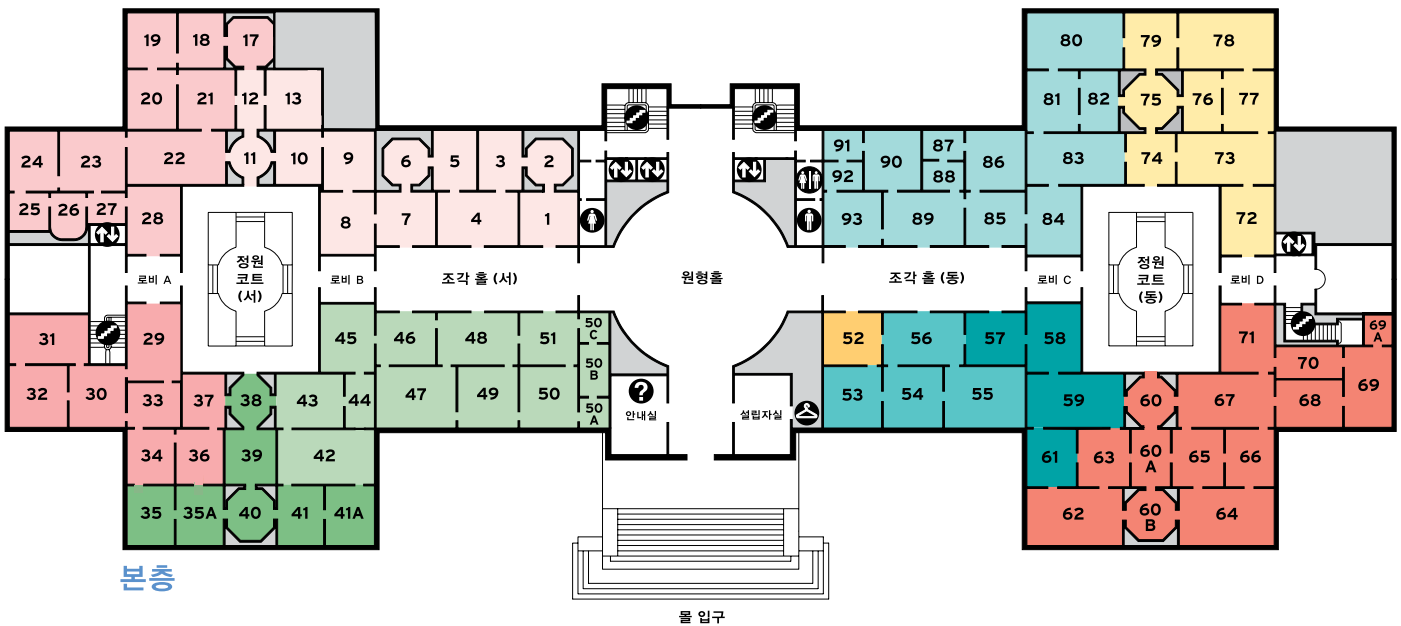 19 18 17
80 79 78
20 21 12 13
81 82 75 76 77
24 23 22 11 10 9 6 5 3 2
91 90 87 86 83 74 73
92 88
25 26 27 28 8 7 4 1
93 89 85 84 72
정원
코트
(서)
정원
코트
(동)
로비 A
로비 B
조각 홀 (서)
원형홀
조각 홀 (동)
로비 C
로비 D
31 29 45 46 48 51
50
C
52 56 57 58 71
69
A
32 30 33 37 38 43 44 47 49 50
50
B
50
A
53 54 55 59 60 67 70 68 69
?
안내실
설립자실
34 36 39 42
61 63
60
A
65 66
35 35A 40 41 41A
62
60
B
64
본층
몰 입구